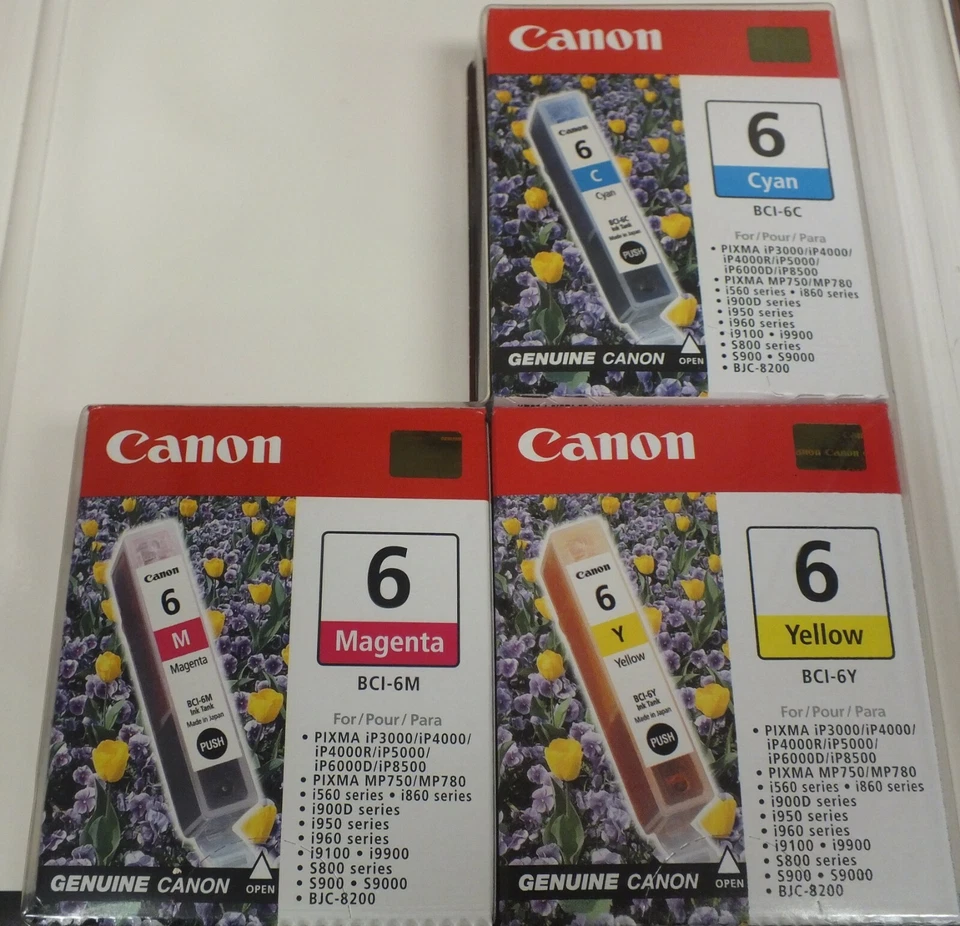 Canon
6
Cyan
BCI-6C
For / Pour / Para
• PIXMA iP3000/iP4000/
iP4000R/iP5000/
iP6000D/iP8500
• PIXMA MP750/MP780
• i560 series • i860 series
• i900D series
• i950 series
• i960 series
• i9100 • i9900
• S800 series
• S900 • S9000
• BJC-8200
Canon
6
C
Cyan
BCI-6C
Ink Tank
Made in Japan
PUSH
GENUINE CANON
OPEN
Canon
6
Magenta
BCI-6M
For / Pour / Para
• PIXMA iP3000/iP4000/
iP4000R/iP5000/
iP6000D/iP8500
• PIXMA MP750/MP780
• i560 series • i860 series
• i900D series
• i950 series
• i960 series
• i9100 • i9900
• S800 series
• S900 • S9000
• BJC-8200
Canon
6
M
Magenta
BCI-6M
Ink Tank
Made in Japan
PUSH
GENUINE CANON
OPEN
Canon
6
Yellow
BCI-6Y
For / Pour / Para
• PIXMA iP3000/iP4000/
iP4000R/iP5000/
iP6000D/iP8500
• PIXMA MP750/MP780
• i560 series • i860 series
• i900D series
• i950 series
• i960 series
• i9100 • i9900
• S800 series
• S900 • S9000
• BJC-8200
Canon
6
Y
Yellow
BCI-6Y
Ink Tank
Made in Japan
PUSH
GENUINE CANON
OPEN